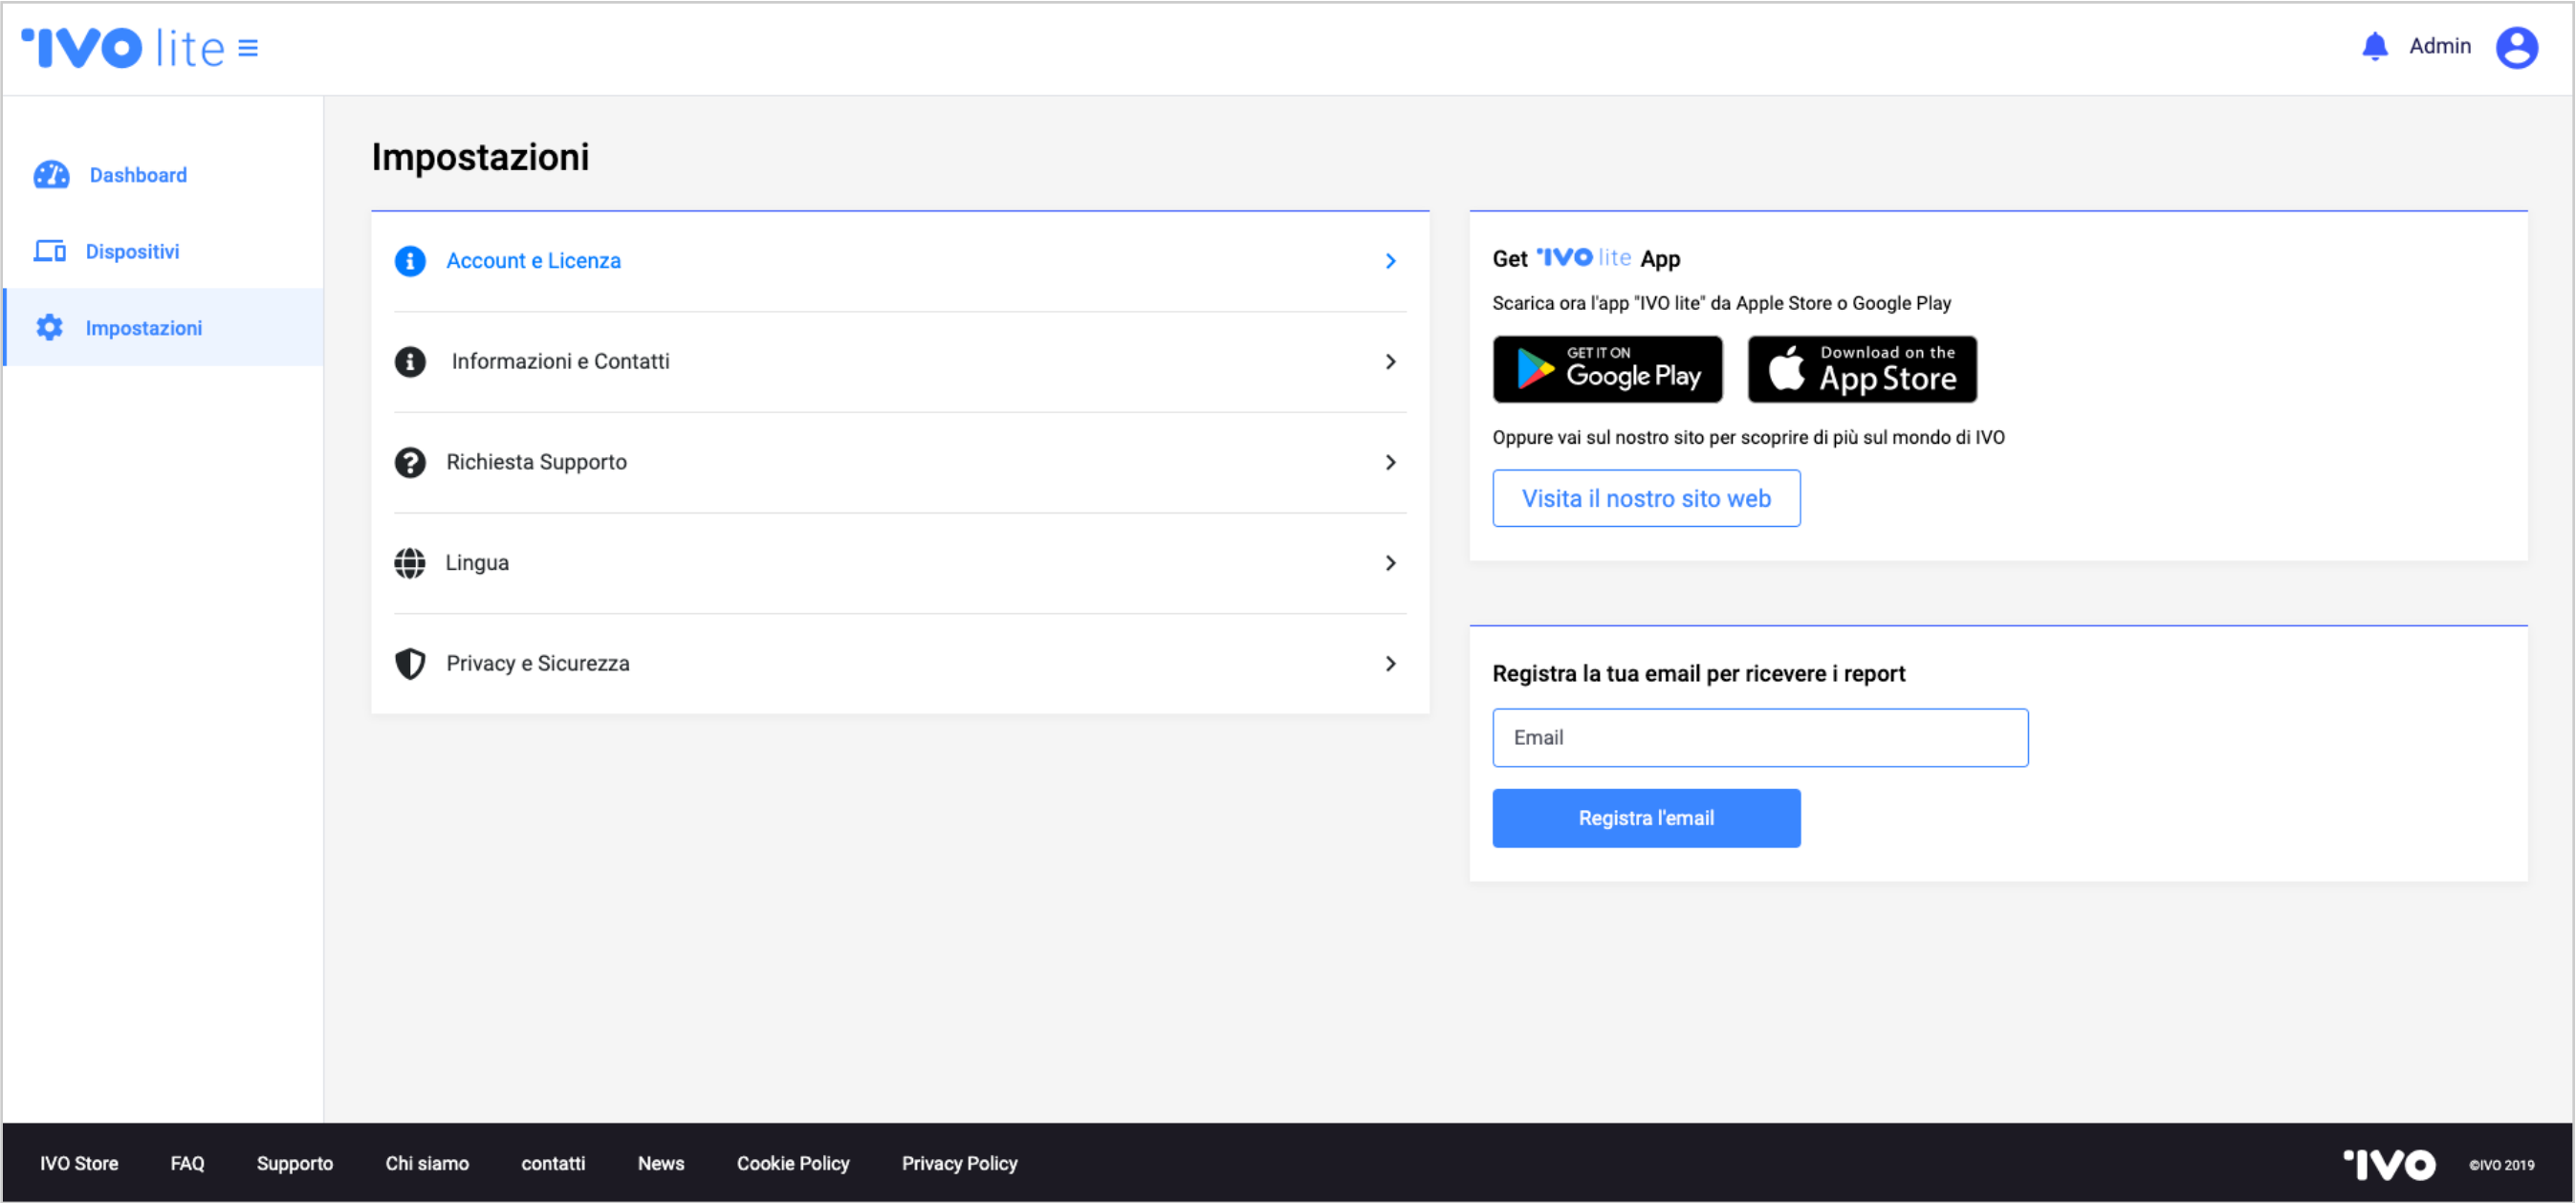 IVO lite
Admin
Dashboard
Dispositivi
Impostazioni
Impostazioni
Account e Licenza
Informazioni e Contatti
Richiesta Supporto
Lingua
Privacy e Sicurezza
Get IVO lite App
Scarica ora l'app "IVO lite" da Apple Store o Google Play
GET IT ON
Google Play
Download on the
App Store
Oppure vai sul nostro sito per scoprire di più sul mondo di IVO
Visita il nostro sito web
Registra la tua email per ricevere i report
Email
Registra l'email
IVO Store FAQ Supporto Chi siamo contatti News Cookie Policy Privacy Policy IVO ©IVO 2019